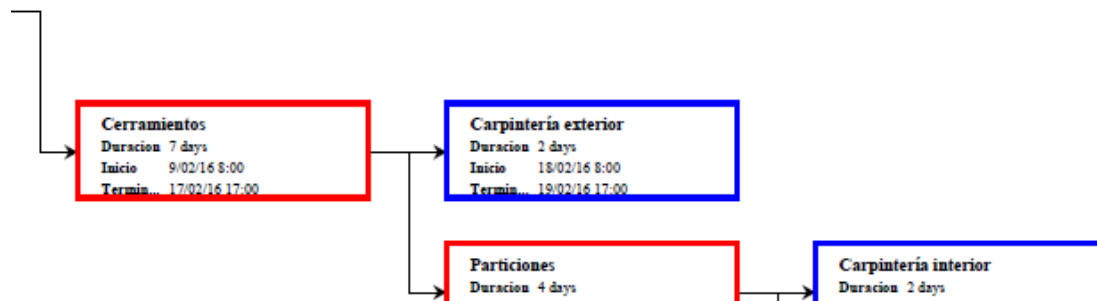 Cerramientos
Duracion 7 days
Inicio 9/02/16 8:00
Termin... 17/02/16 17:00
Carpintería exterior
Duracion 2 days
Inicio 18/02/16 8:00
Termin... 19/02/16 17:00
Particiones
Duracion 4 days
Carpintería interior
Duracion 2 days